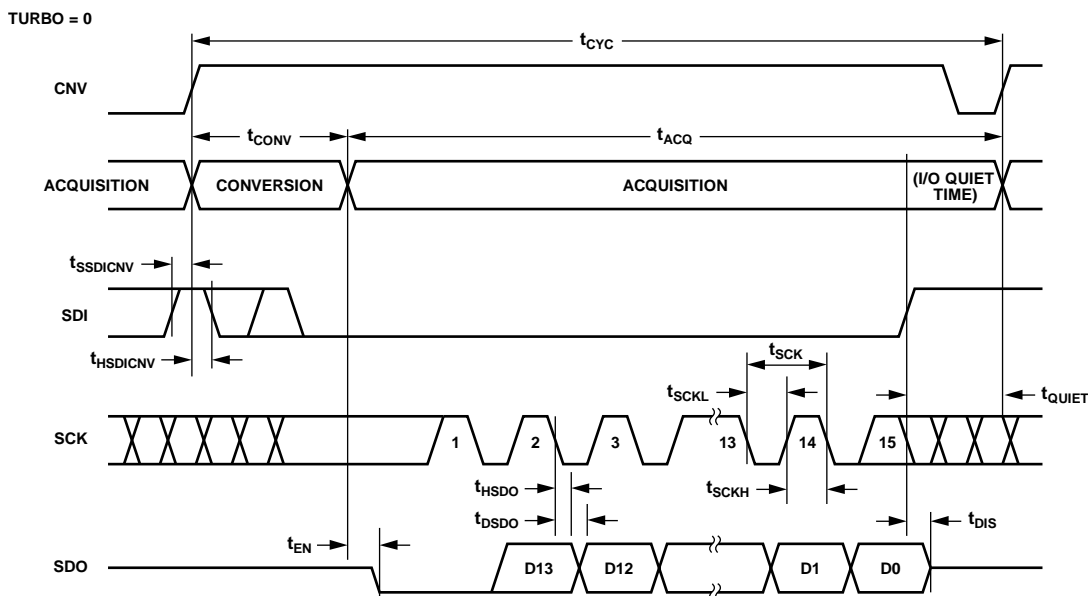 TURBO = 0
tCYC
CNV
tCONV
tACQ
ACQUISITION
CONVERSION
ACQUISITION
(I/O QUIET
TIME)
tSSDICNV
SDI
tHSDICNV
tSCK
tSCKL
tQUIET
SCK
1
2
3
13
14
15
tHSDO
tSCKH
tDSDO
tDIS
tEN
SDO
D13
D12
D1
D0